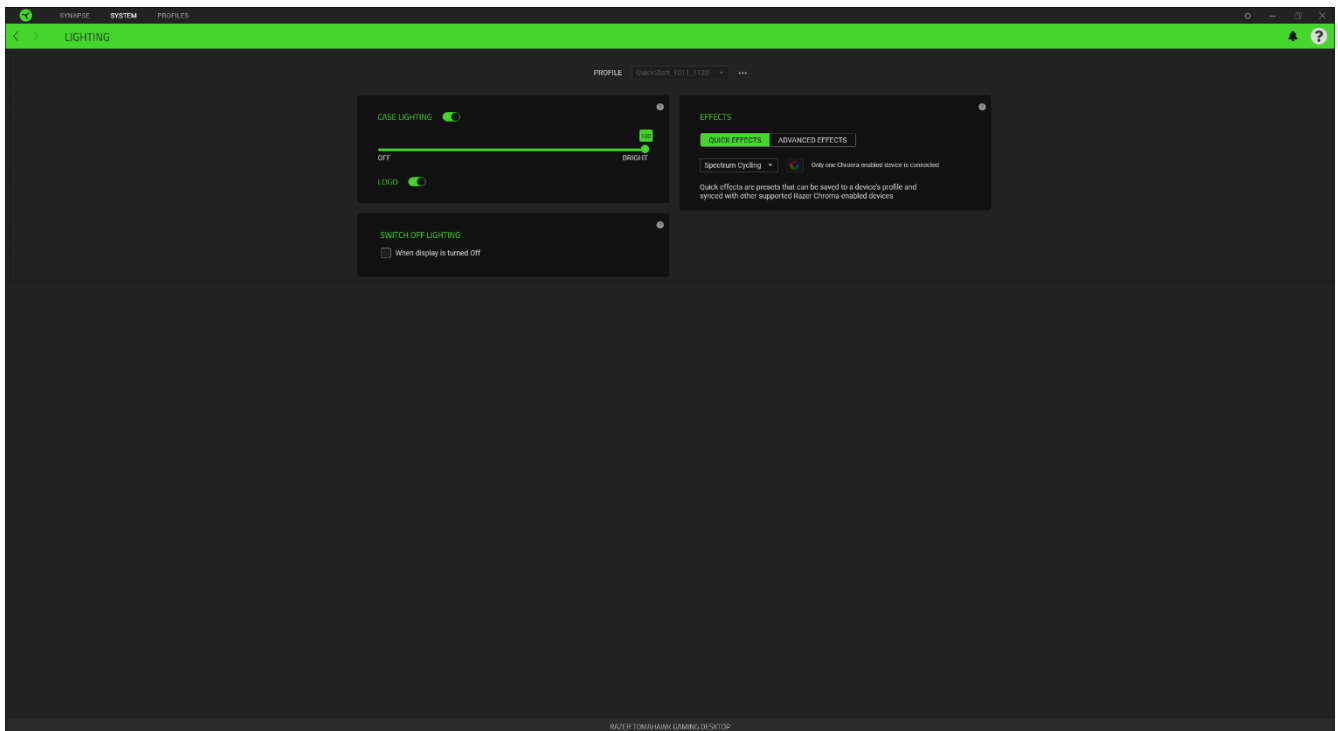 SYNAPSE SYSTEM PROFILES
LIGHTING
PROFILE QuickStart_1011_1128
CASE LIGHTING
100
OFF BRIGHT
LOGO
SWITCH OFF LIGHTING
When display is turned Off
EFFECTS
QUICK EFFECTS ADVANCED EFFECTS
Spectrum Cycling Only one Chroma enabled device is connected
Quick effects are presets that can be saved to a device's profile and
synced with other supported Razer Chroma enabled devices
RAZER TOMAHAWK GAMING DESKTOP